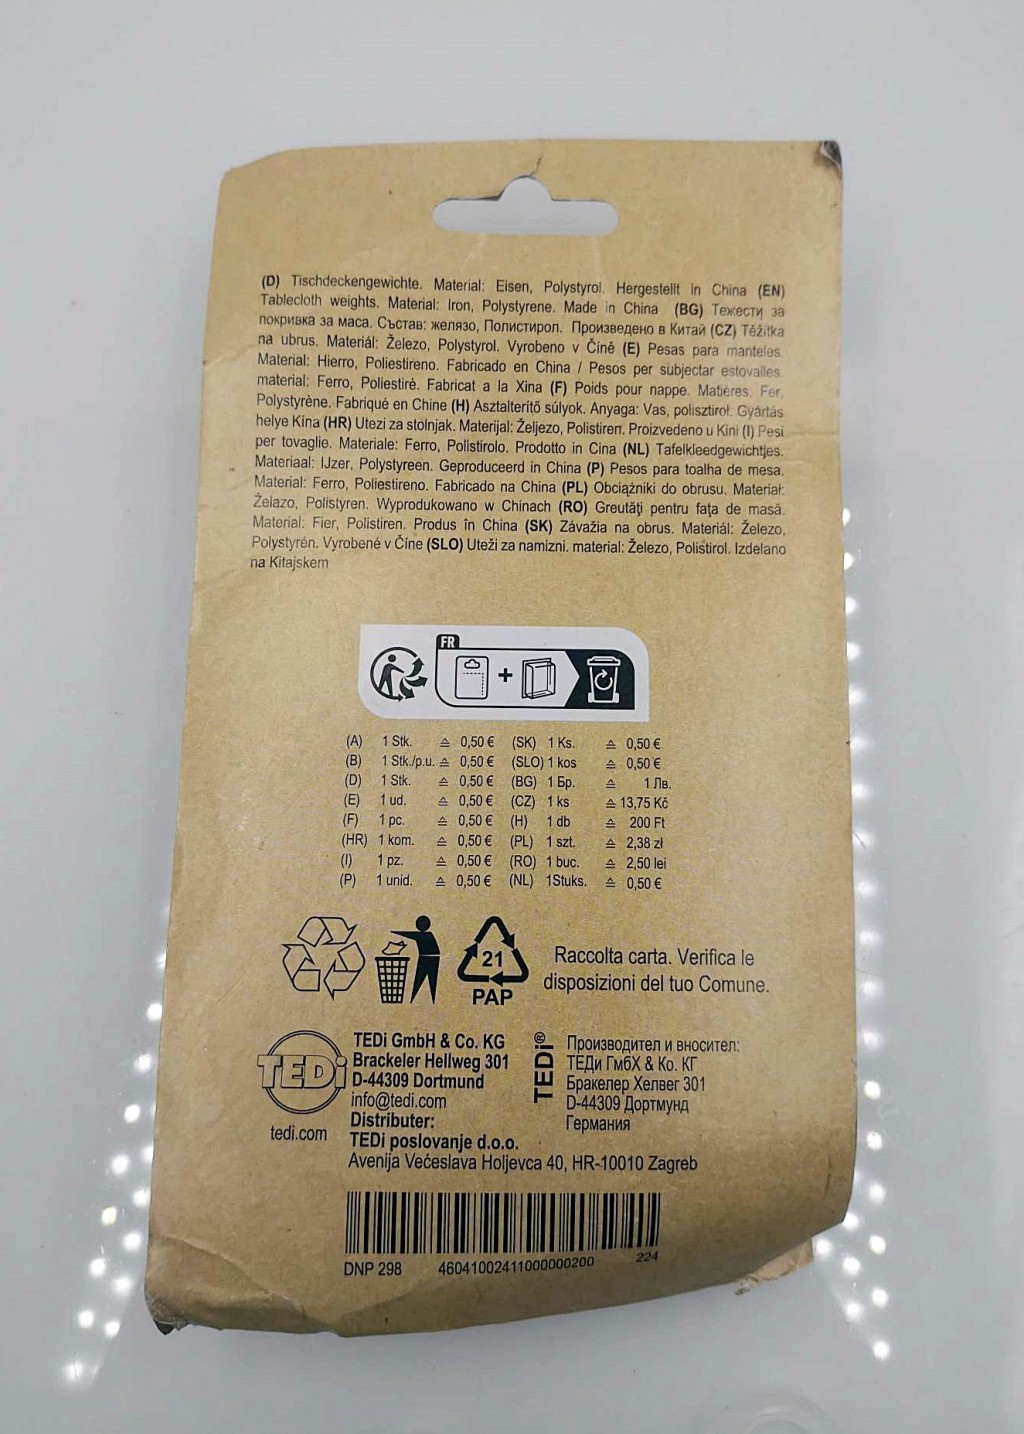 (D) Tischdeckengewichte. Material: Eisen, Polystyrol. Hergestellt in China (EN)
Tablecloth weights. Material: Iron, Polystyrene. Made in China (BG) Тежести за
покривка за маса. Състав: желязо, Полистирол. Произведено в Китай (CZ) Těžítka
na ubrus. Materiál: Železo, Polystyrol. Vyrobeno v Číně (E) Pesas para manteles.
Material: Hierro, Poliestireno. Fabricado en China / Pesos per subjectar estovalles.
material: Ferro, Poliestiré. Fabricat a la Xina (F) Poids pour nappe. Matières. Fer,
Polystyrène. Fabriqué en Chine (H) Asztalterítő súlyok. Anyaga: Vas, polisztirol. Gyártás
helye Kína (HR) Utezi za stolnjak. Materijal: Željezo, Polistiren. Proizvedeno u Kini (I) Pesi
per tovaglie. Materiale: Ferro, Polistirolo. Prodotto in Cina (NL) Tafelkleedgewichtjes.
Materiaal: IJzer, Polystyreen. Geproduceerd in China (P) Pesos para toalha de mesa.
Material: Ferro, Poliestireno. Fabricado na China (PL) Obciążniki do obrusu. Materiał:
Żelazo, Polistyren. Wyprodukowano w Chinach (RO) Greutăţi pentru faţa de masă.
Material: Fier, Polistiren. Produs în China (SK) Závažia na obrus. Materiál: Železo,
Polystyrén. Vyrobené v Číne (SLO) Uteži za namizni. material: Železo, Polistirol. Izdelano
na Kitajskem
FR
+
(A) 1 Stk. ≙ 0,50 € (SK) 1 Ks. ≙ 0,50 €
(B) 1 Stk./p.u. ≙ 0,50 € (SLO) 1 kos ≙ 0,50 €
(D) 1 Stk. ≙ 0,50 € (BG) 1 Бр. ≙ 1 Лв.
(E) 1 ud. ≙ 0,50 € (CZ) 1 ks ≙ 13,75 Kč
(F) 1 pc. ≙ 0,50 € (H) 1 db ≙ 200 Ft
(HR) 1 kom. ≙ 0,50 € (PL) 1 szt. ≙ 2,38 zł
(I) 1 pz. ≙ 0,50 € (RO) 1 buc. ≙ 2,50 lei
(P) 1 unid. ≙ 0,50 € (NL) 1Stuks. ≙ 0,50 €
21
PAP
Raccolta carta. Verifica le
disposizioni del tuo Comune.
TEDi
tedi.com
TEDi GmbH & Co. KG
Brackeler Hellweg 301
D-44309 Dortmund
info@tedi.com
Distributer:
TEDi poslovanje d.o.o.
Avenija Većeslava Holjevca 40, HR-10010 Zagreb
TEDi®
Производител и вносител:
ТЕДи ГмбХ & Ко. КГ
Бракелер Хелвег 301
D-44309 Дортмунд
Германия
DNP 298 46041002411000000200 224